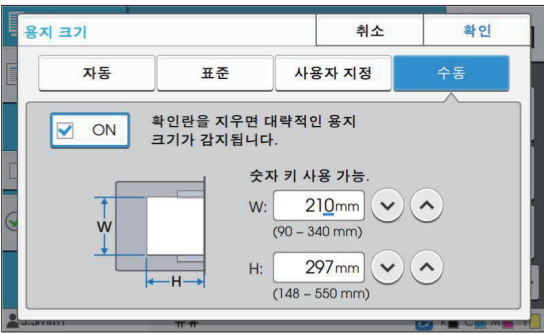 용지 크기
취소
확인
자동
표준
사용자 지정
수동
ON
확인란을 지우면 대략적인 용지
크기가 감지됩니다.
숫자 키 사용 가능.
W: 210mm
(90 – 340 mm)
W
H: 297mm
H
(148 – 550 mm)
K
C
M
Y